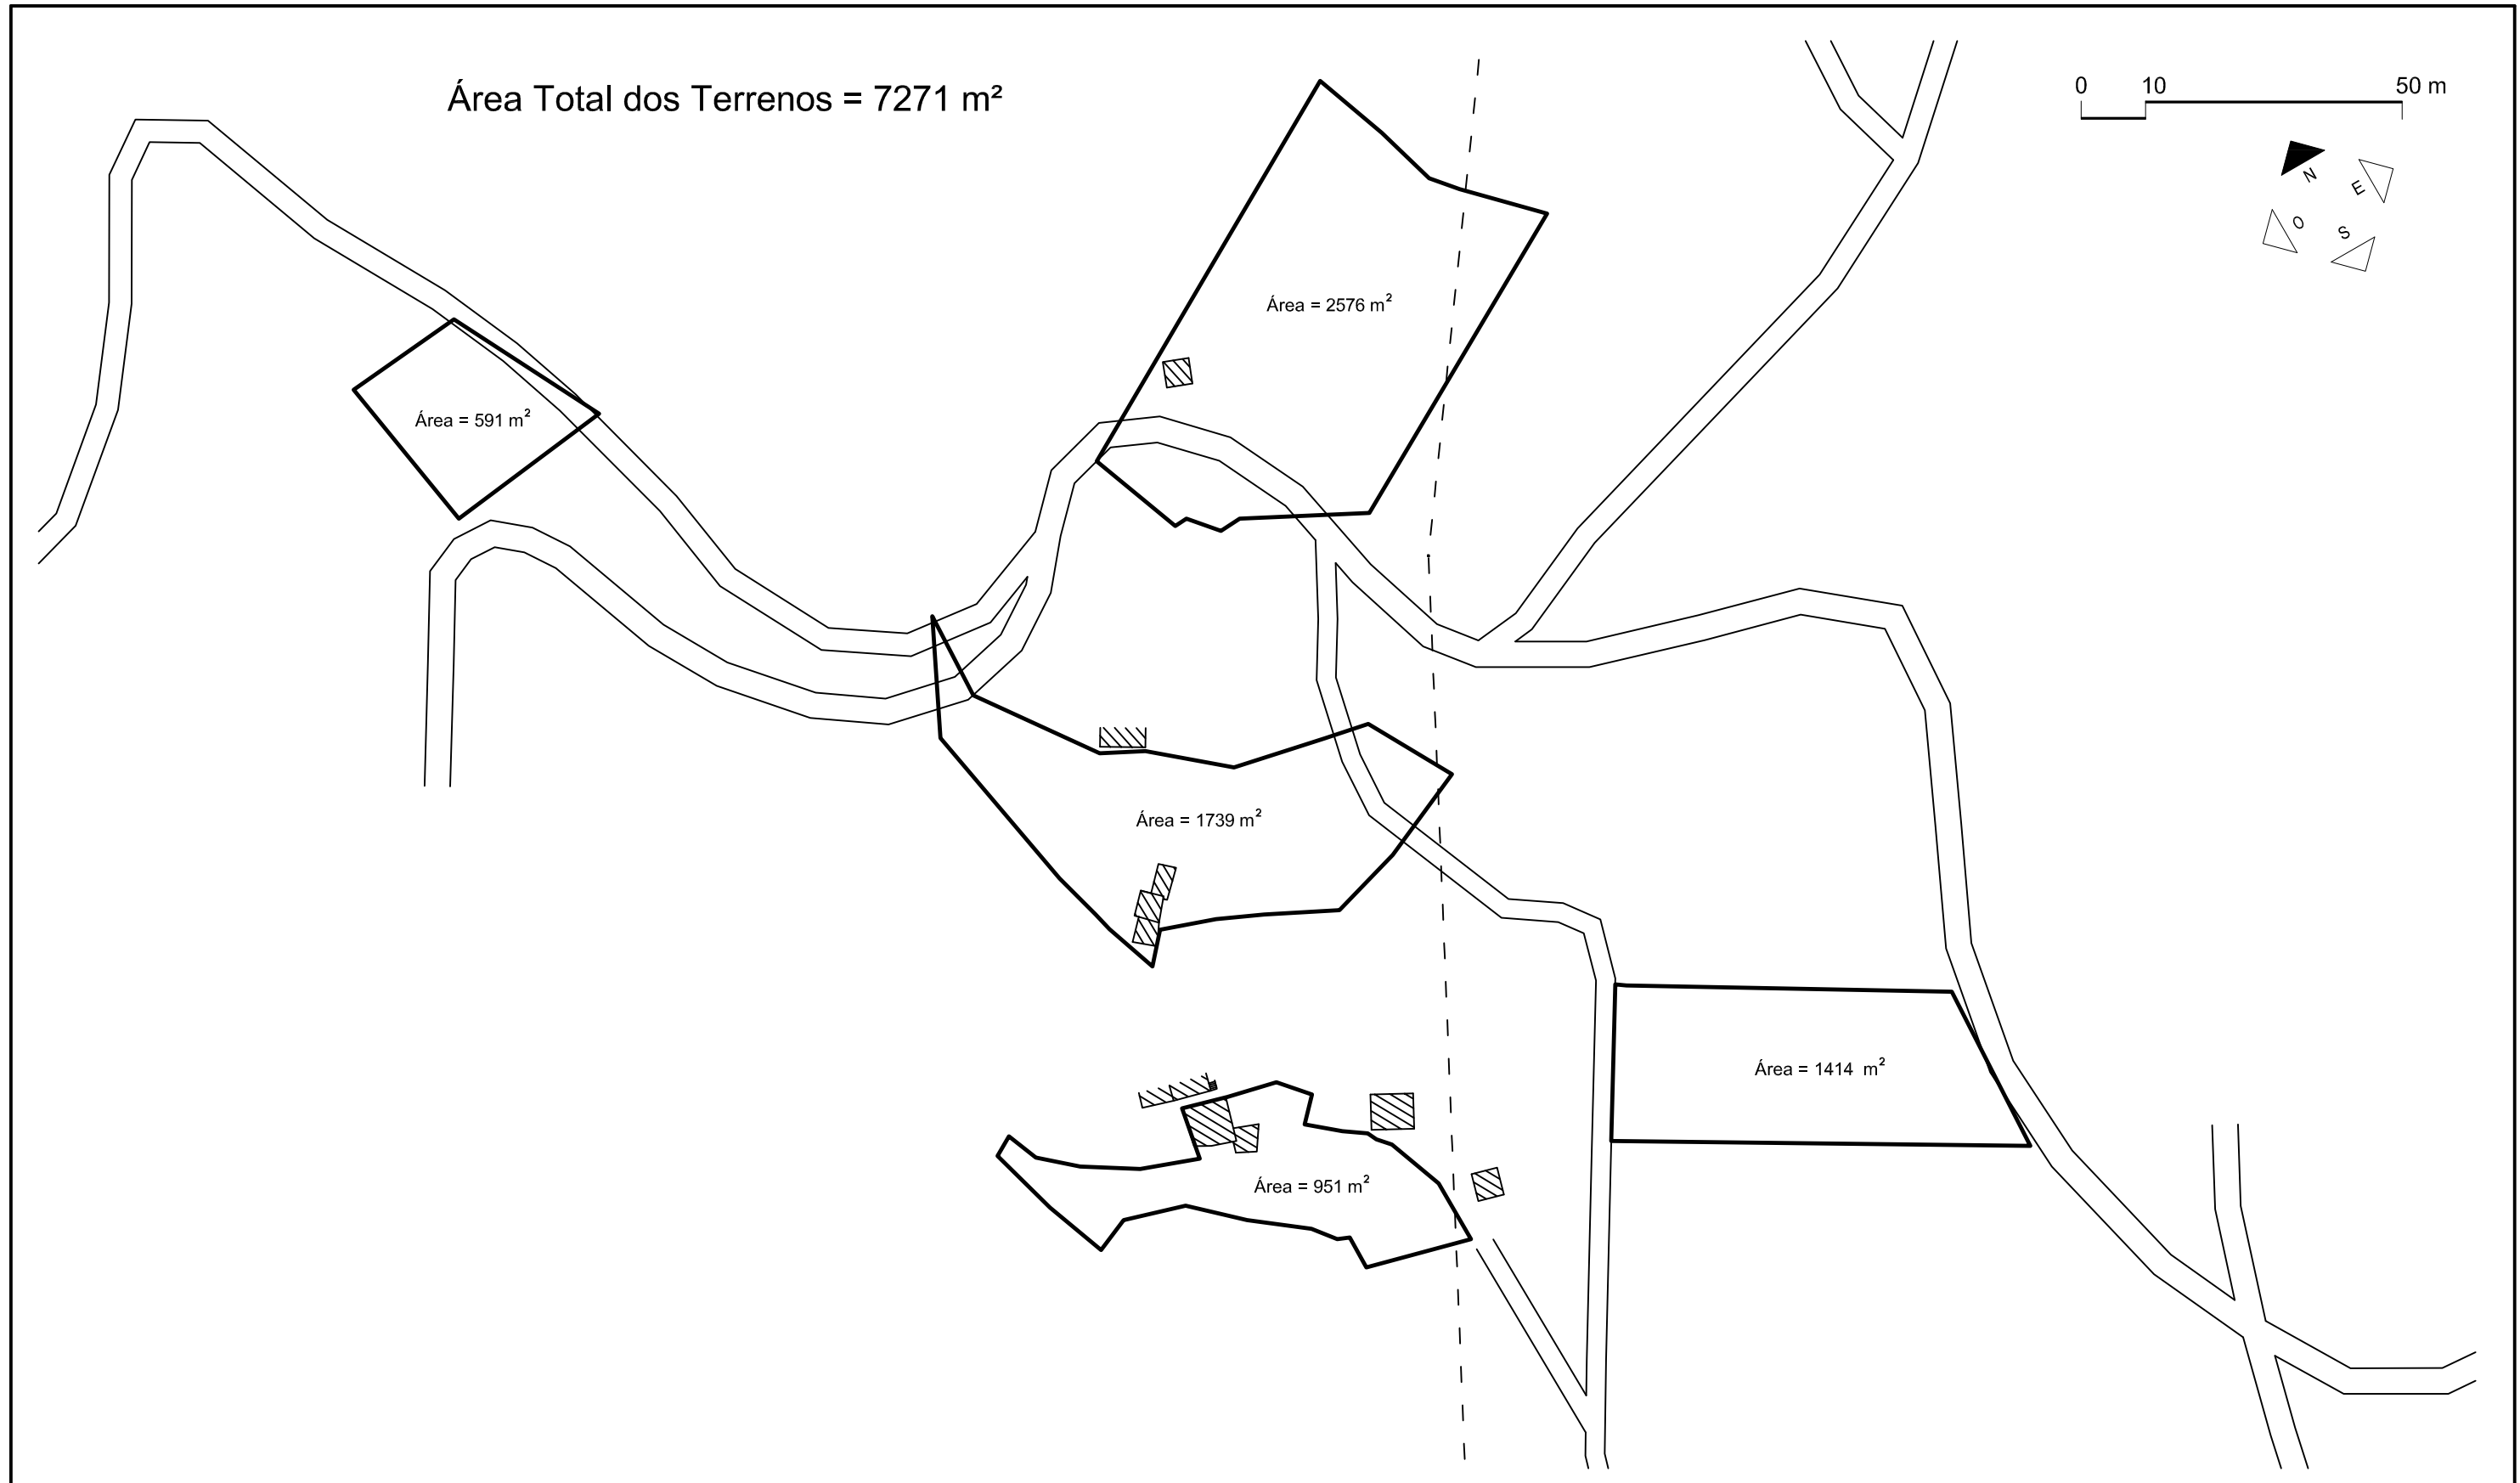 Área Total dos Terrenos = 7271 m²
0 10 50 m
N
E
O
S
Área = 2576 m²
Área = 591 m²
Área = 1739 m²
Área = 1414 m²
Área = 951 m²